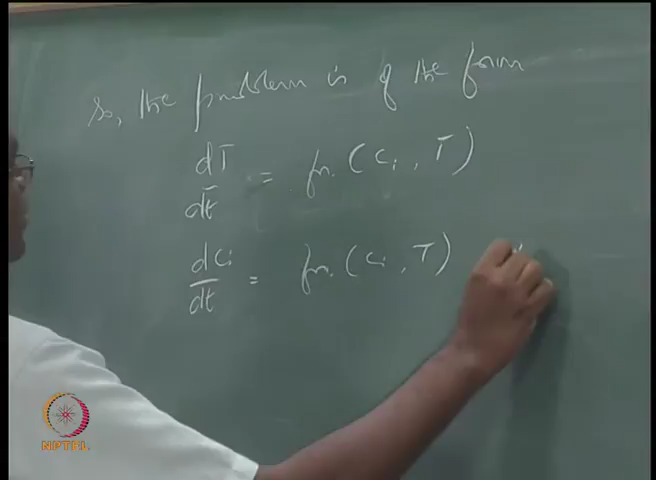 So, the problem is of the form
dT/dt = fn. (Ci, T)
dCi/dt = fn. (Ci, T)
NPTEL